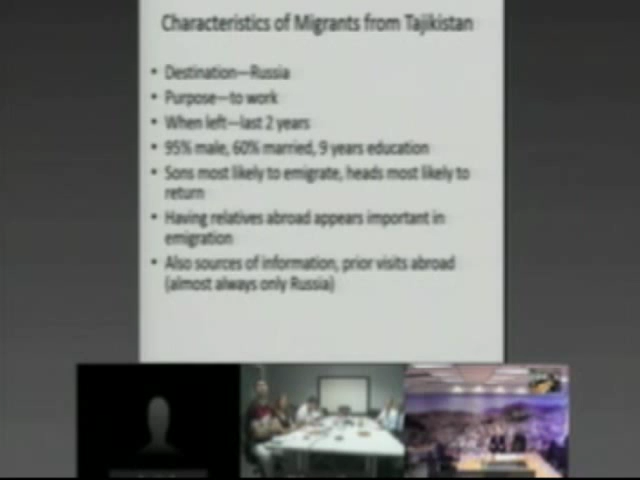 Characteristics of Migrants from Tajikistan
• Destination—Russia
• Purpose—to work
• When left—last 2 years
• 95% male, 60% married, 9 years education
• Sons most likely to emigrate, heads most likely to
return
• Having relatives abroad appears important in
emigration
• Also sources of information, prior visits abroad
(almost always only Russia)